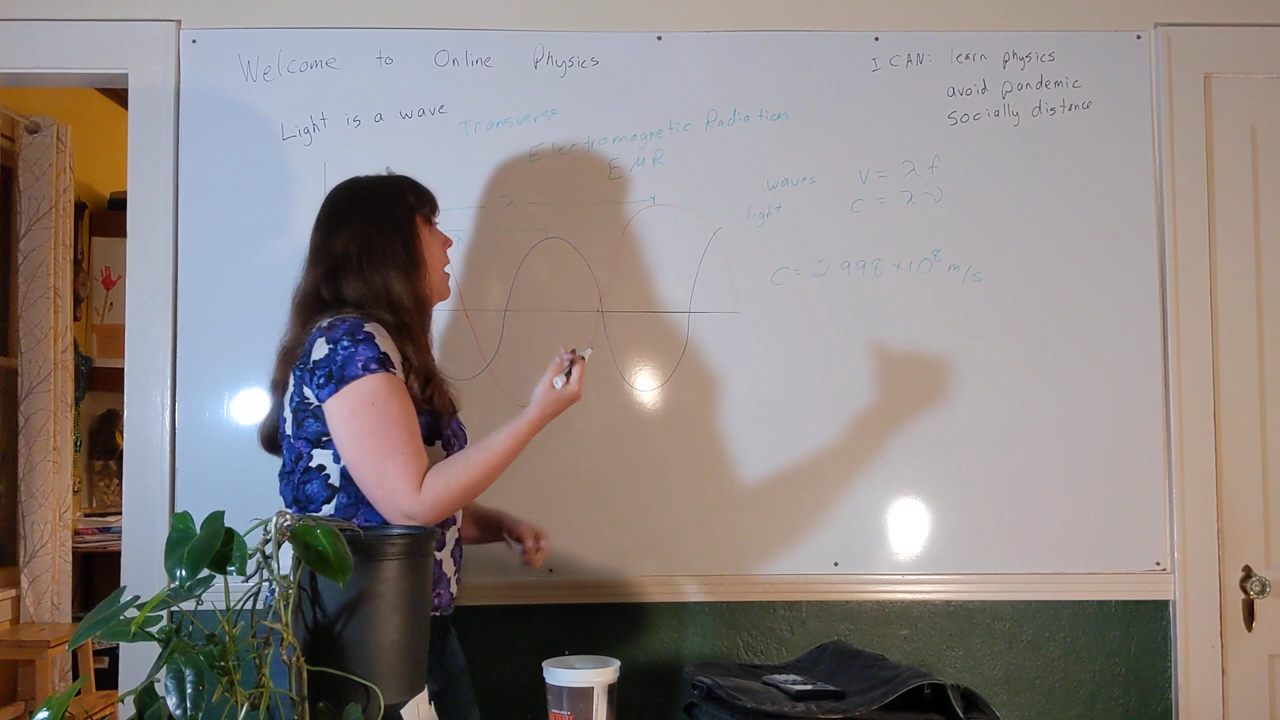 Welcome to Online Physics
I CAN: learn physics
avoid pandemic
socially distance
Light is a wave
Transverse
Electromagnetic Radiation
EMR
λ
waves v = λ f
light c = λ ν
C = 2.998 × 10⁸ m/s